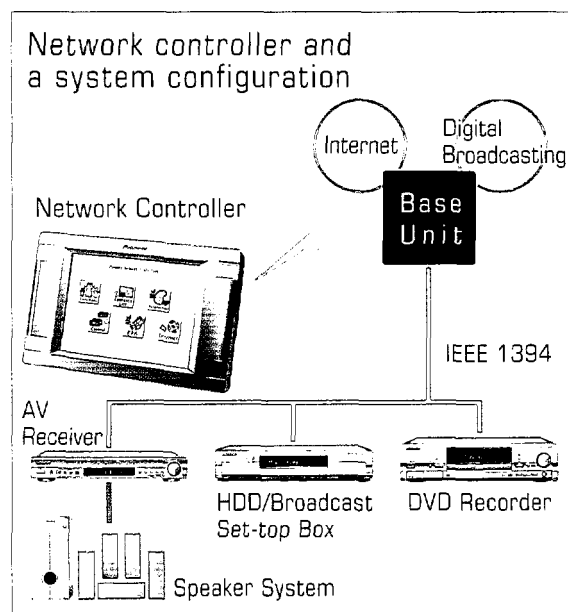 Network controller and
a system configuration
Internet
Digital
Broadcasting
Base
Unit
Network Controller
IEEE 1394
AV
Receiver
HDD/Broadcast
Set-top Box
DVD Recorder
Speaker System